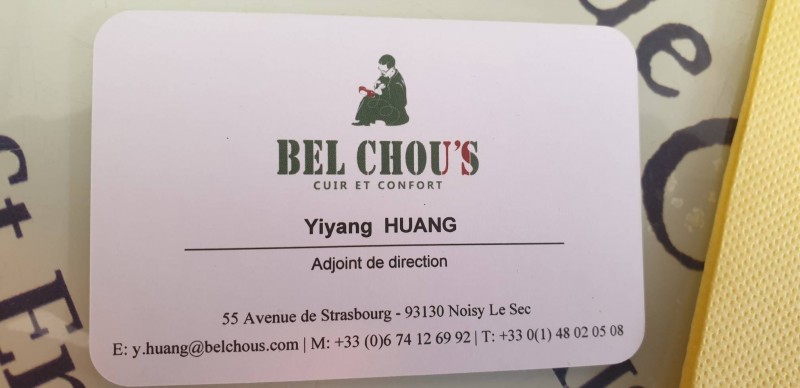 BEL CHOU'S
CUIR ET CONFORT
Yiyang HUANG
Adjoint de direction
55 Avenue de Strasbourg - 93130 Noisy Le Sec
E: y.huang@belchous.com | M: +33 (0)6 74 12 69 92 | T: +33 0(1) 48 02 05 08